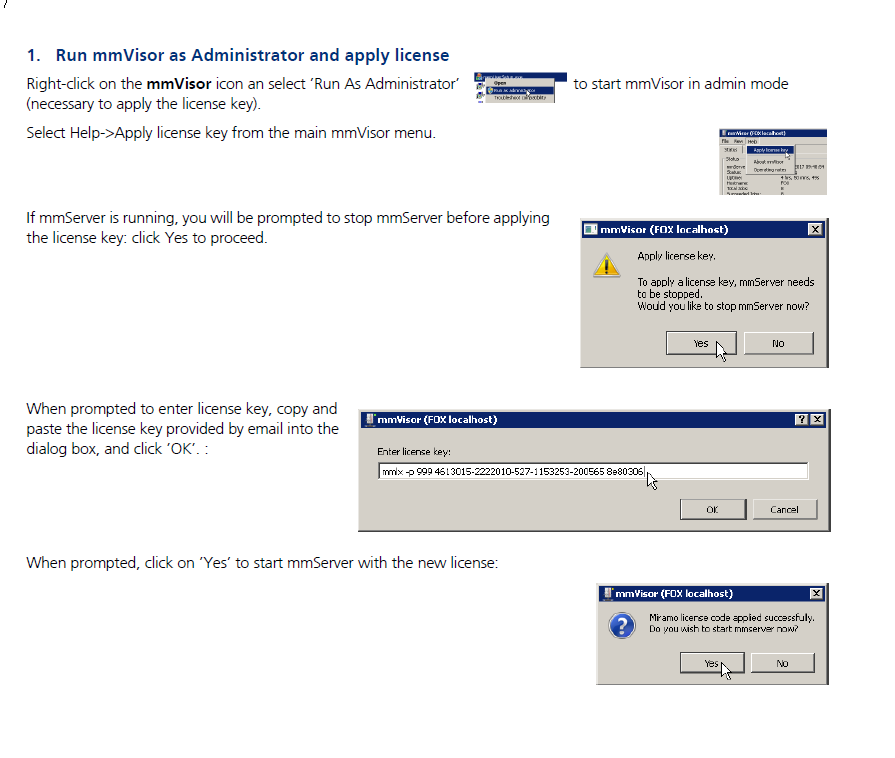 1. Run mmVisor as Administrator and apply license
Right-click on the mmVisor icon an select ‘Run As Administrator’
Open
Run as administrator
Troubleshoot compatibility
to start mmVisor in admin mode
(necessary to apply the license key).
Select Help->Apply license key from the main mmVisor menu.
mmVisor (FOX localhost)
File View Help
Status
Apply license key
Status
About mmVisor
Operating notes
Status:
Uptime: 4 hrs, 50 mins, 49s
Hostname: FOX
Total Jobs: 8
If mmServer is running, you will be prompted to stop mmServer before applying
the license key: click Yes to proceed.
mmVisor (FOX localhost)
Apply license key.
To apply a license key, mmServer needs
to be stopped.
Would you like to stop mmServer now?
Yes No
When prompted to enter license key, copy and
paste the license key provided by email into the
dialog box, and click ‘OK’. :
mmVisor (FOX localhost)
Enter license key:
mmlx -p 999 4613015-2222010-527-1153253-200565 8e80306
OK Cancel
When prompted, click on ‘Yes’ to start mmServer with the new license:
mmVisor (FOX localhost)
Miramo license code applied successfully.
Do you wish to start mmserver now?
Yes No